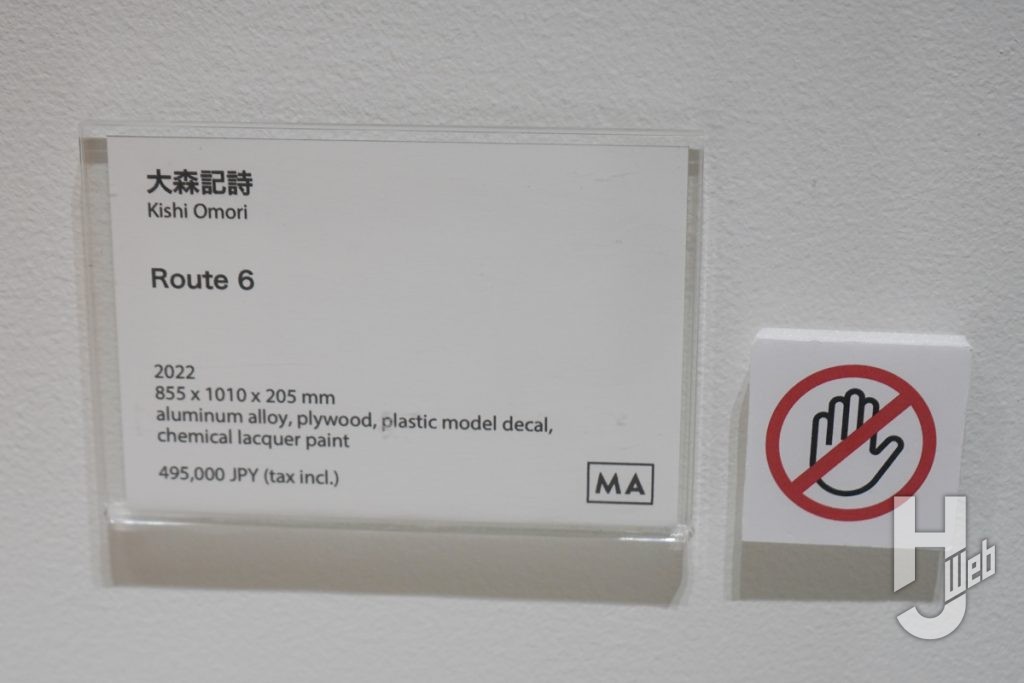 大森記詩
Kishi Omori
Route 6
2022
855 x 1010 x 205 mm
aluminum alloy, plywood, plastic model decal,
chemical lacquer paint
495,000 JPY (tax incl.)
MA
HJ Web